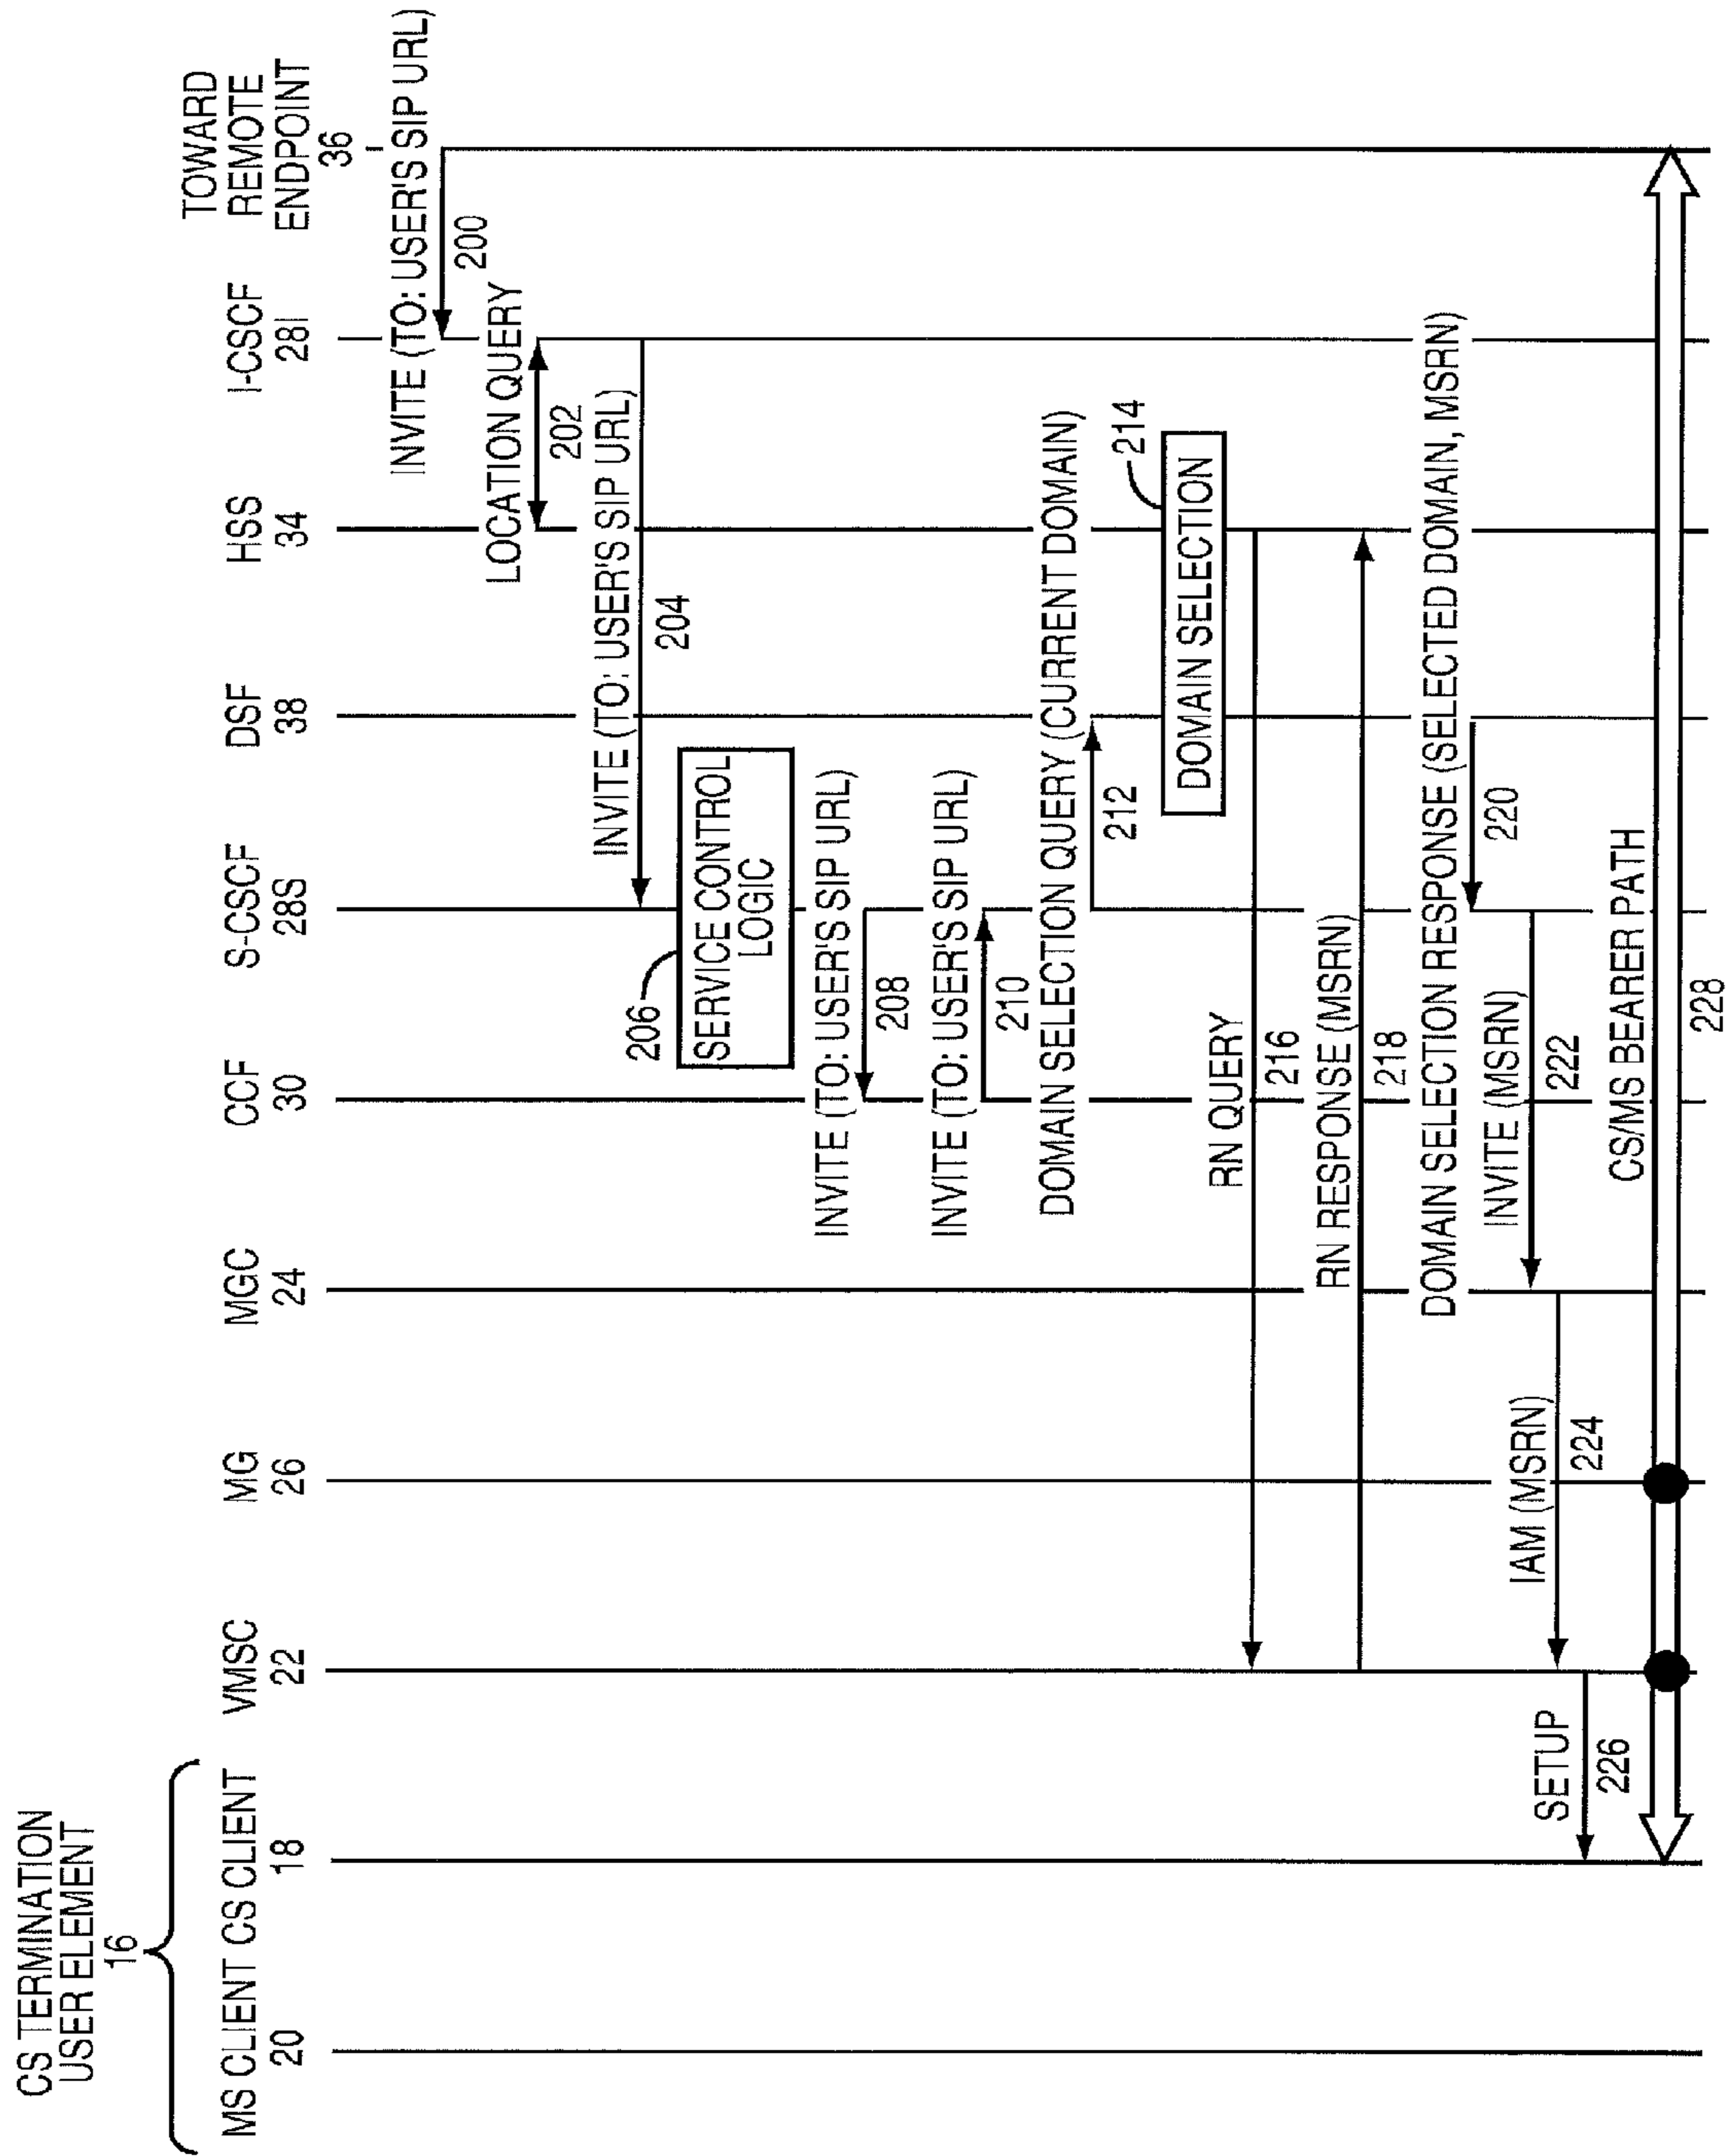 CS TERMINATION
USER ELEMENT
16
MS CLIENT
20
CS CLIENT
18
VMSC
22
MG
26
MGC
24
CCF
30
S-CSCF
28S
DSF
38
HSS
34
I-CSCF
28I
TOWARD
REMOTE
ENDPOINT
36
INVITE (TO: USER'S SIP URL)
200
LOCATION QUERY
202
INVITE (TO: USER'S SIP URL)
204
206
SERVICE CONTROL
LOGIC
INVITE (TO: USER'S SIP URL)
208
INVITE (TO: USER'S SIP URL)
210
DOMAIN SELECTION QUERY (CURRENT DOMAIN)
212
214
DOMAIN SELECTION
RN QUERY
216
RN RESPONSE (MSRN)
218
DOMAIN SELECTION RESPONSE (SELECTED DOMAIN, MSRN)
220
INVITE (MSRN)
222
IAM (MSRN)
224
SETUP
226
CS/MS BEARER PATH
228